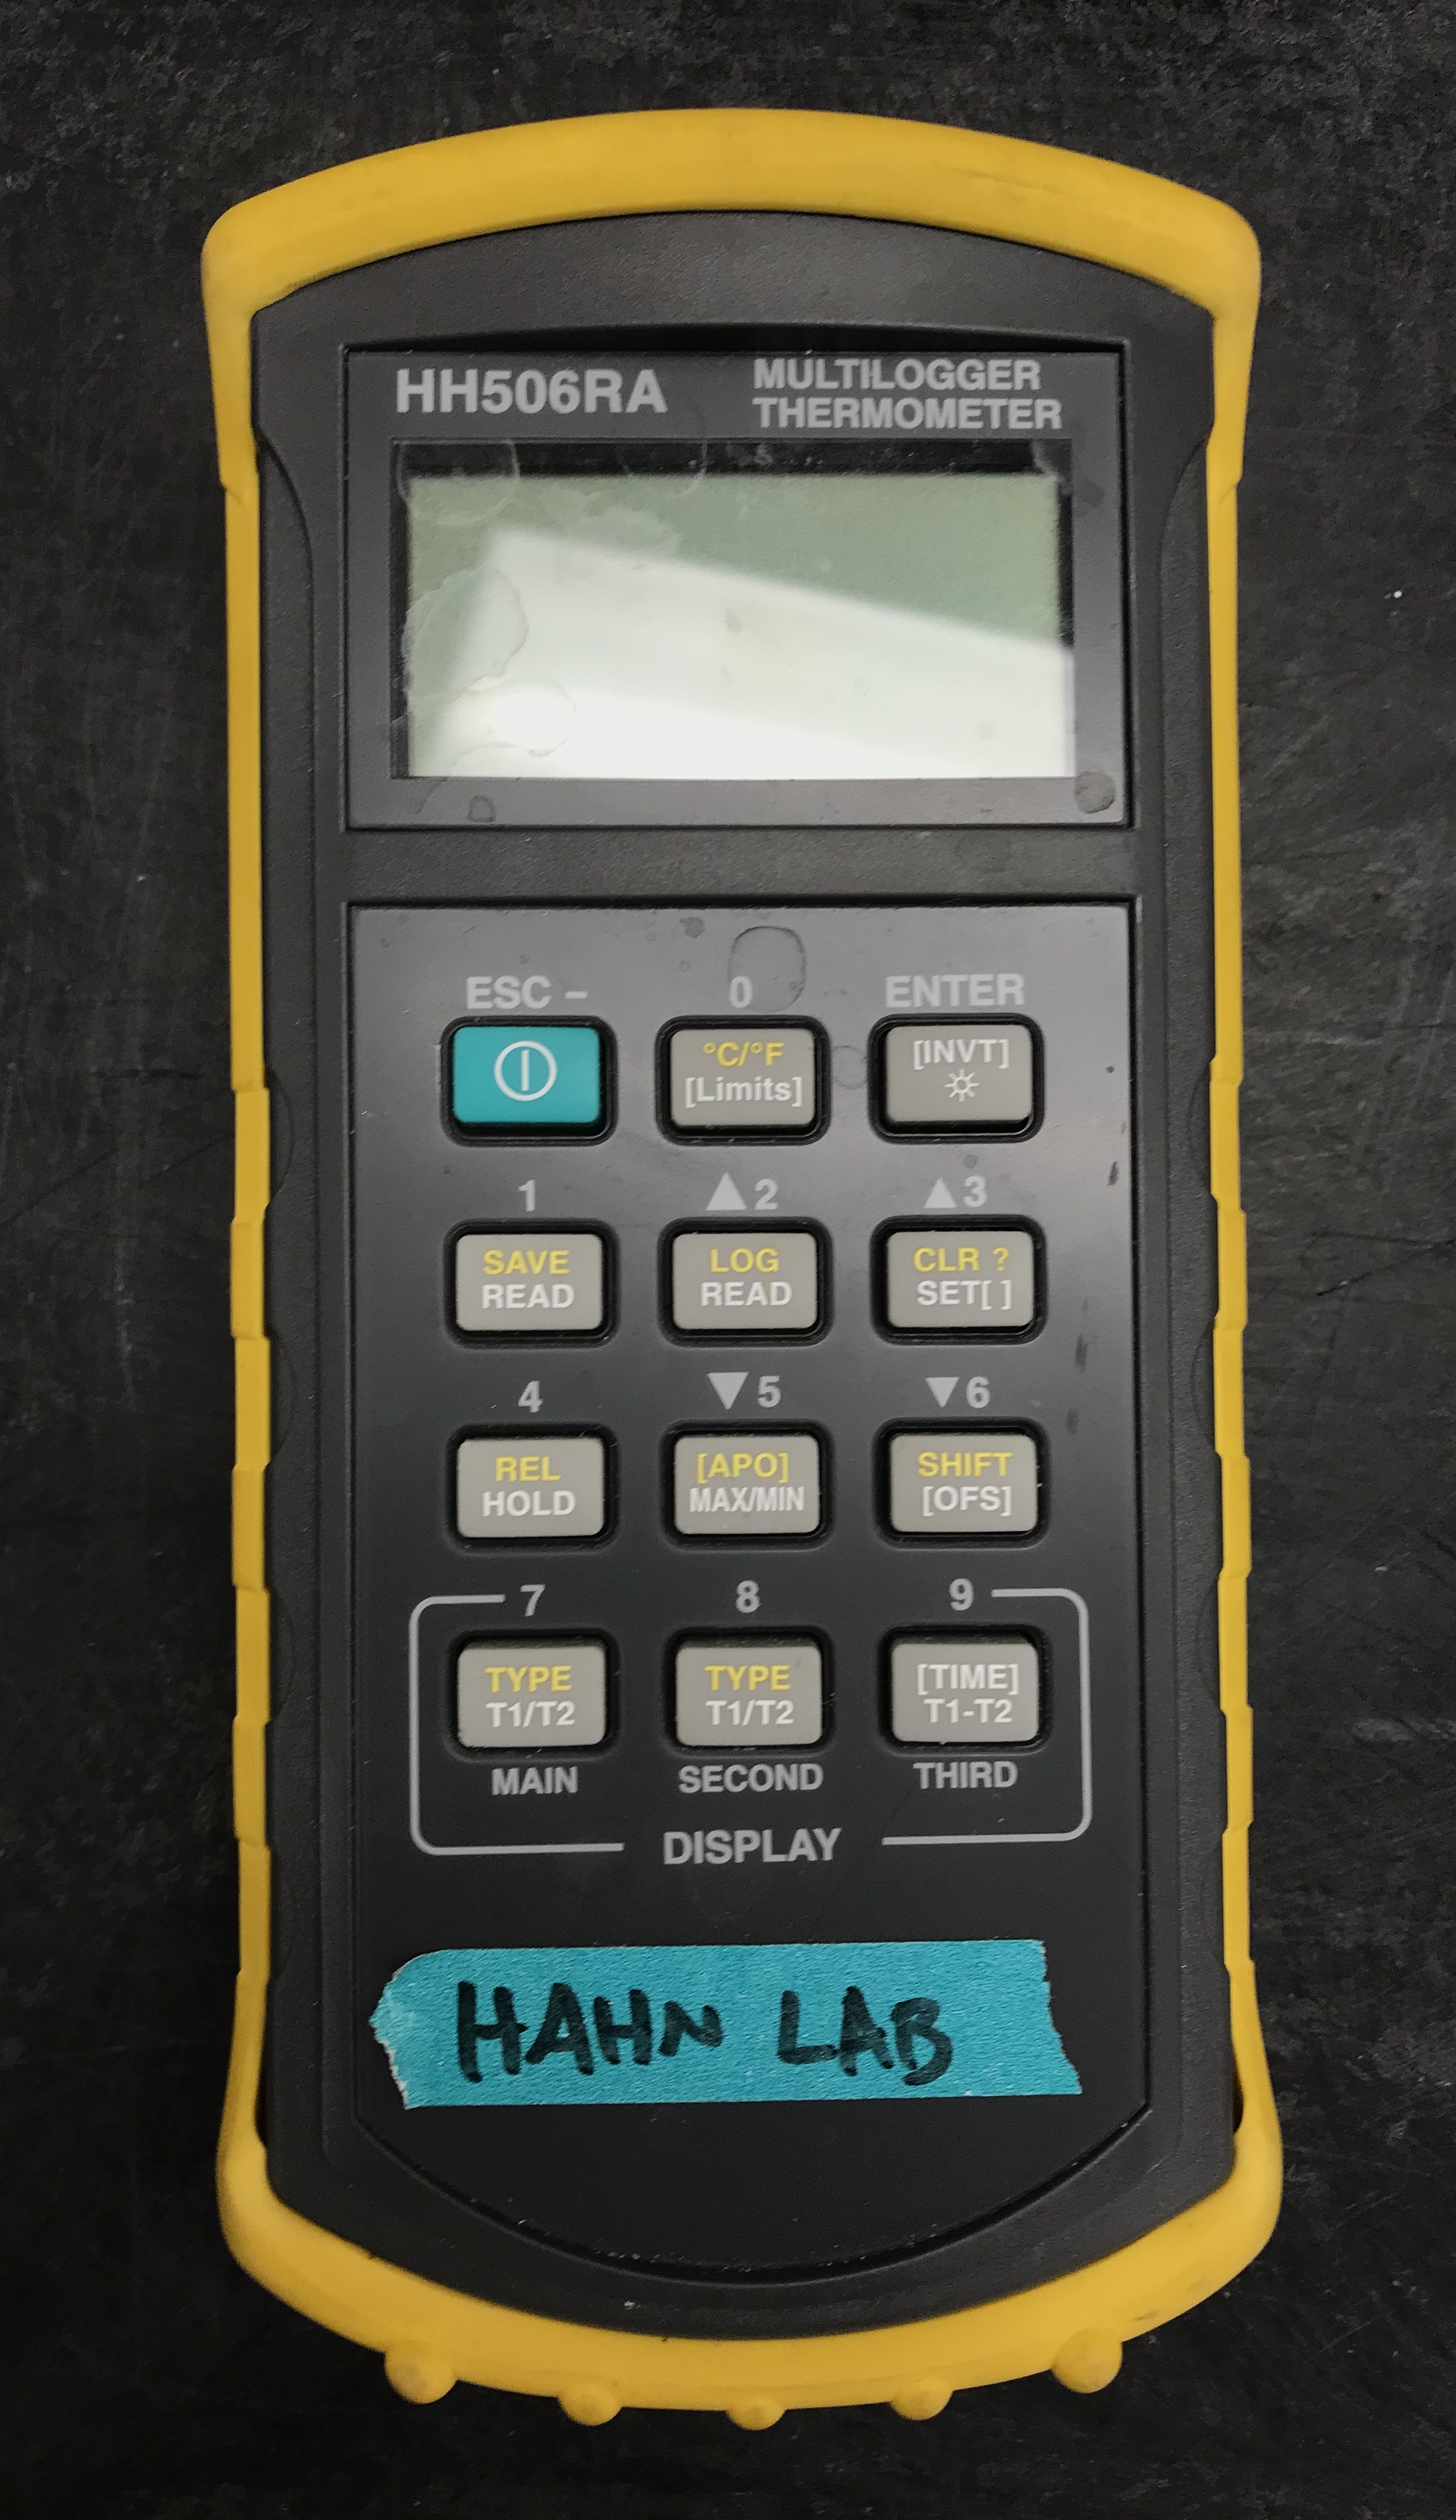 HH506RA
MULTILOGGER
THERMOMETER
ESC –
0
ENTER
°C/°F
[Limits]
[INVT]
1
▲2
▲3
SAVE
READ
LOG
READ
CLR ?
SET[ ]
4
▼5
▼6
REL
HOLD
[APO]
MAX/MIN
SHIFT
[OFS]
7
8
9
TYPE
T1/T2
TYPE
T1/T2
[TIME]
T1-T2
MAIN
SECOND
THIRD
DISPLAY
HAHN LAB